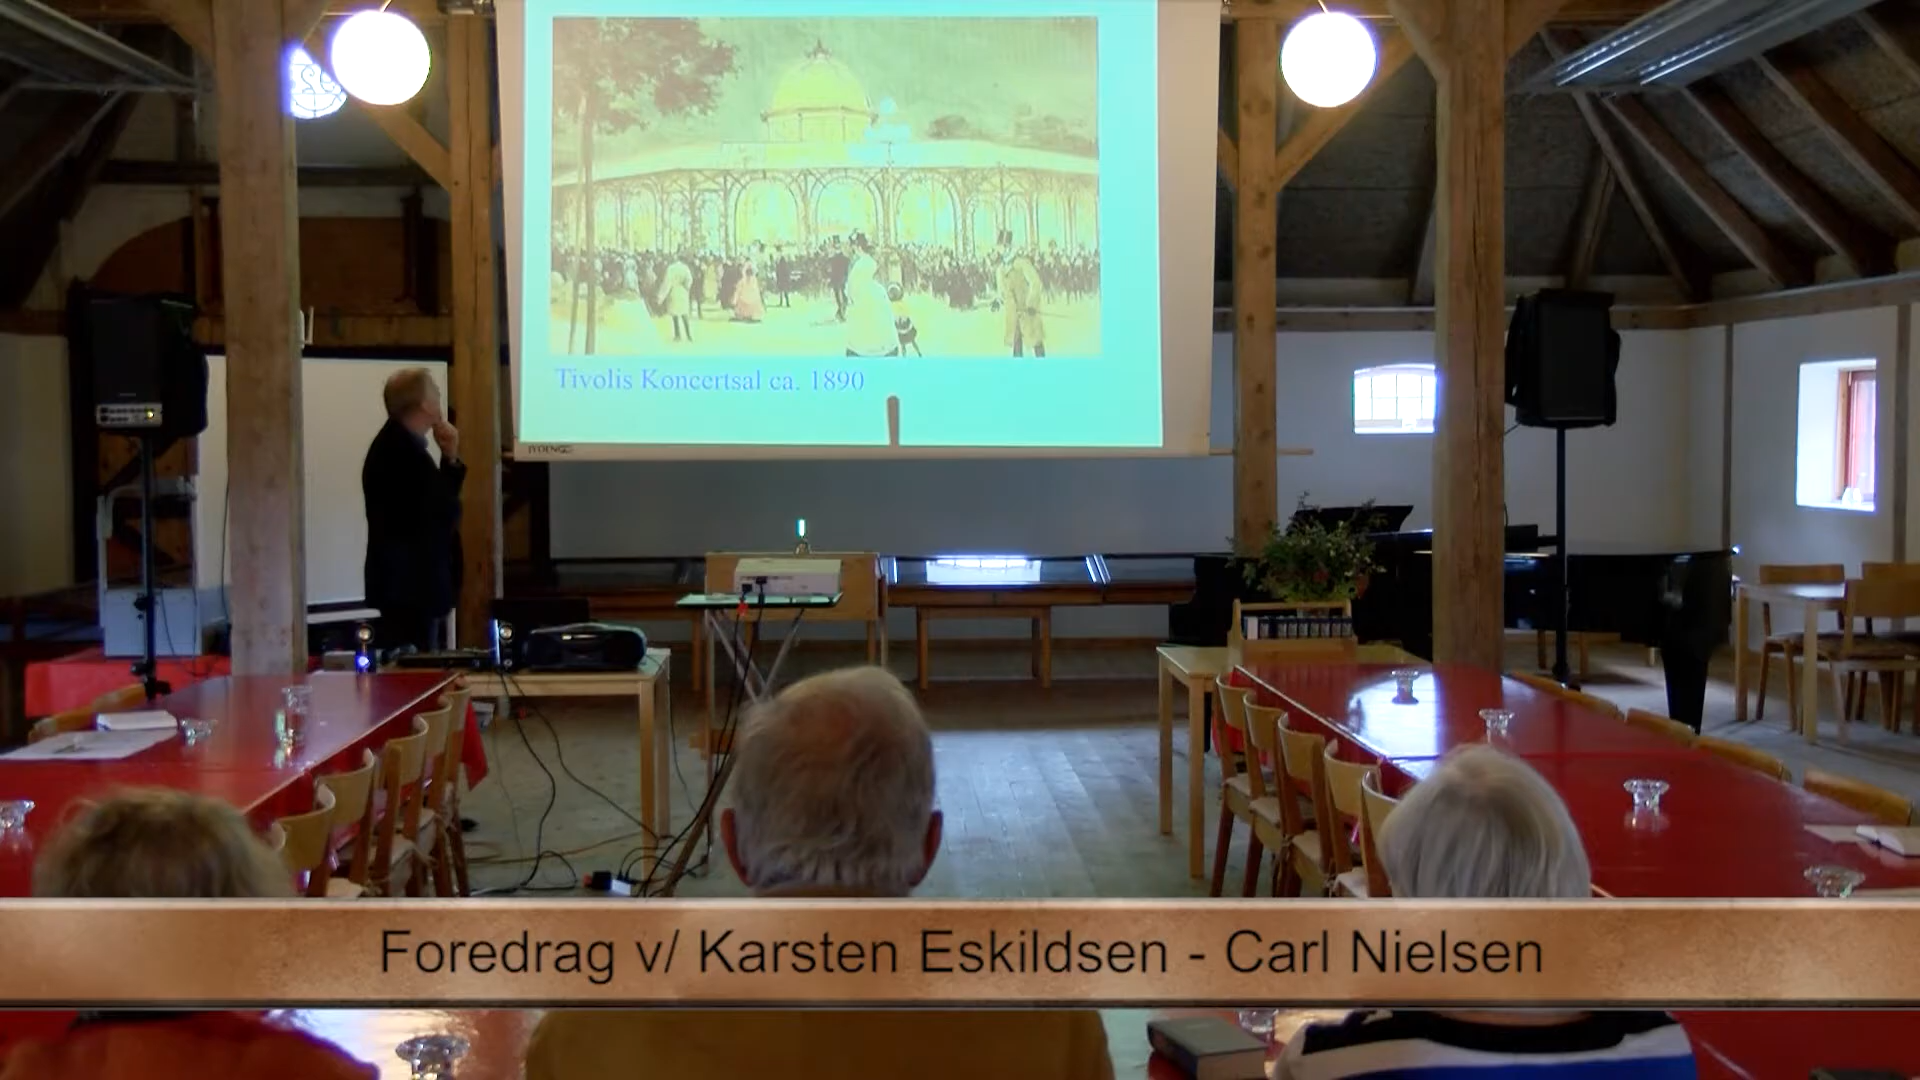 Tivolis Koncertsal ca. 1890
Foredrag v/ Karsten Eskildsen - Carl Nielsen